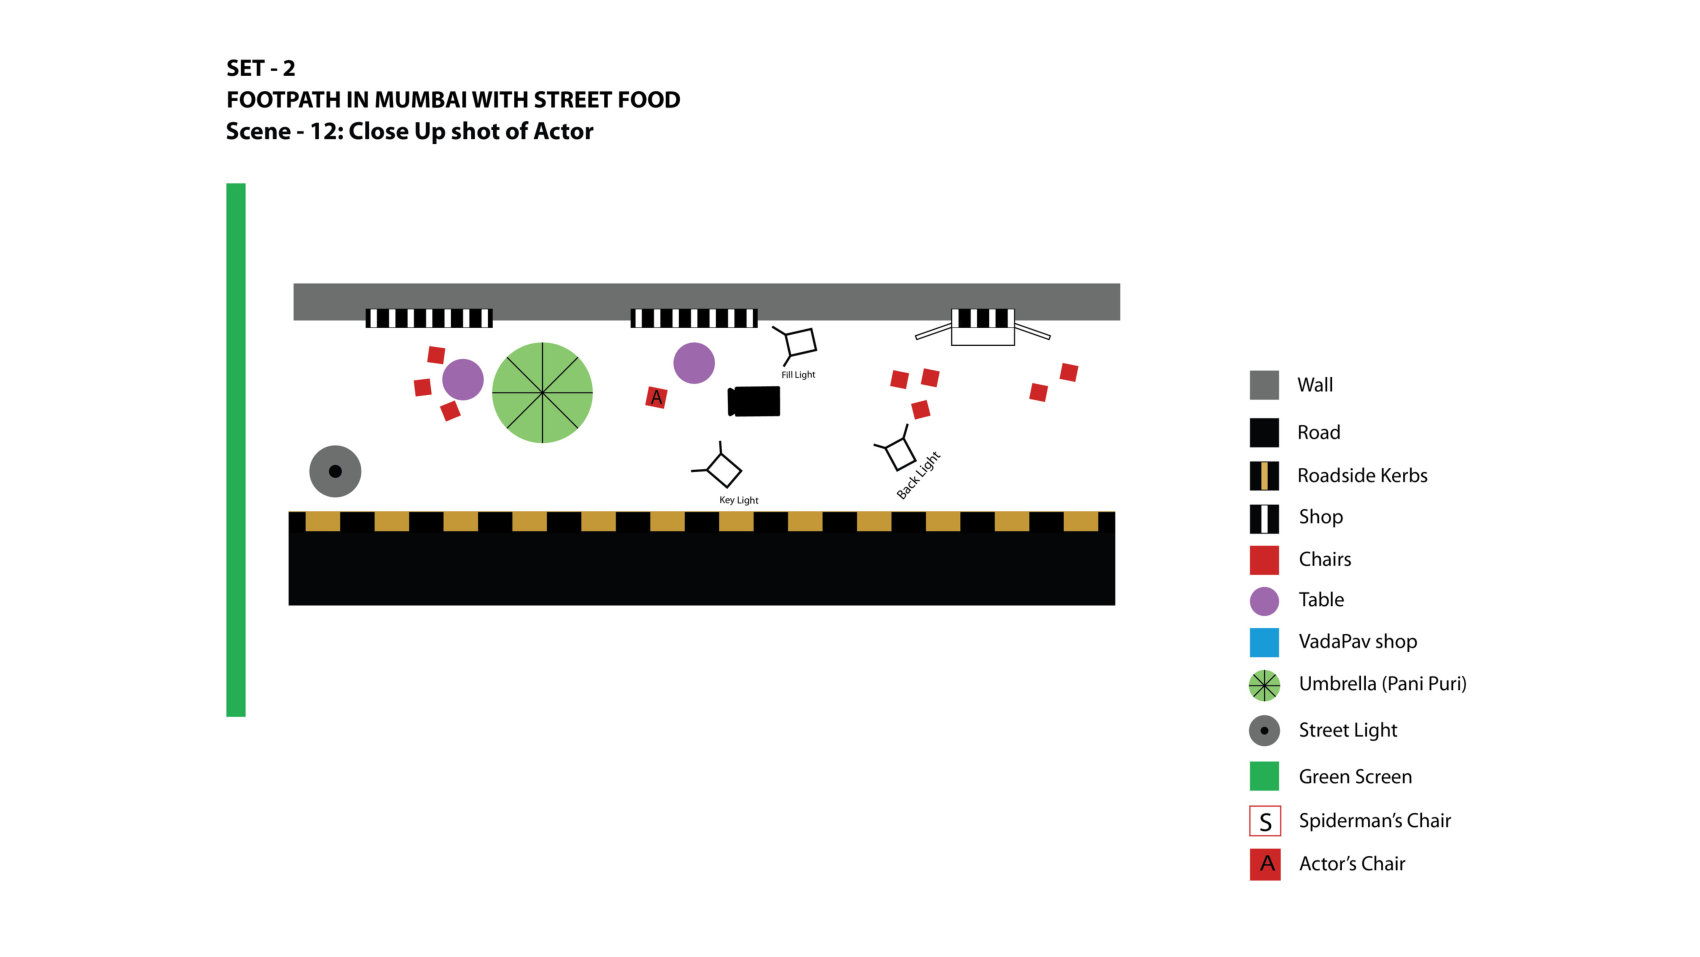 SET - 2
FOOTPATH IN MUMBAI WITH STREET FOOD
Scene - 12: Close Up shot of Actor
Fill Light
A
Key Light
Back Light
Wall
Road
Roadside Kerbs
Shop
Chairs
Table
VadaPav shop
Umbrella (Pani Puri)
Street Light
Green Screen
S Spiderman’s Chair
A Actor’s Chair